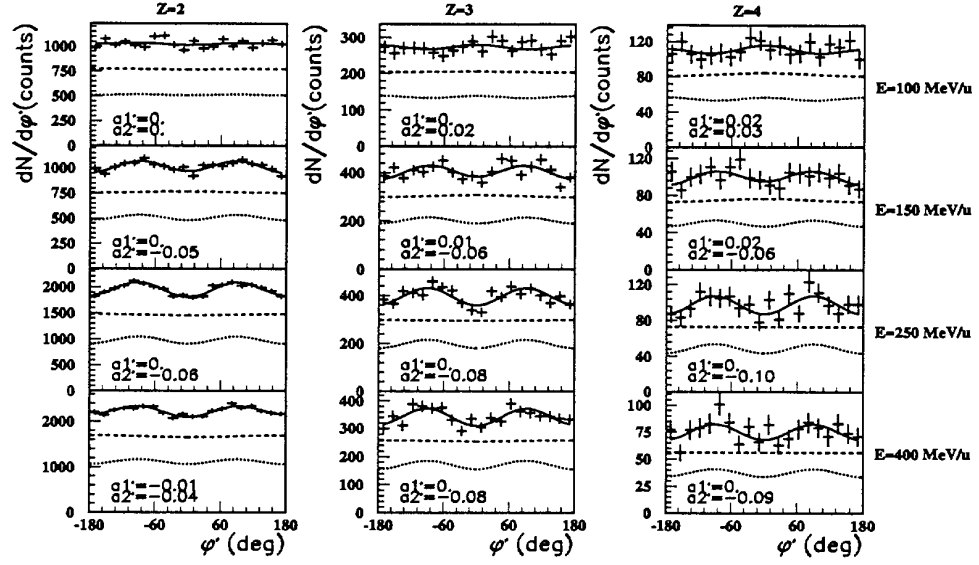 Z=2 Z=3 Z=4
dN/dφ'(counts)
1000
750
500
250
0
a1'=0.
a2'=0.
dN/dφ'(counts)
300
200
100
0
a1'=0.
a2'=0.02
dN/dφ'(counts)
120
80
40
0
a1'=0.02
a2'=0.03
E=100 MeV/u
1000
750
500
250
0
a1'=0.
a2'=-0.05
400
200
0
a1'=0.01
a2'=-0.06
100
80
60
40
20
0
a1'=0.02
a2'=-0.06
E=150 MeV/u
2000
1500
1000
500
0
a1'=0.
a2'=-0.06
400
200
0
a1'=0.
a2'=-0.08
120
80
40
0
a1'=0.
a2'=-0.10
E=250 MeV/u
2000
1000
0
a1'=-0.01
a2'=-0.04
400
300
200
100
0
a1'=0.
a2'=-0.08
100
75
50
25
0
a1'=0.
a2'=-0.09
E=400 MeV/u
-180 -60 60 180
φ' (deg)
-180 -60 60 180
φ' (deg)
-180 -60 60 180
φ' (deg)